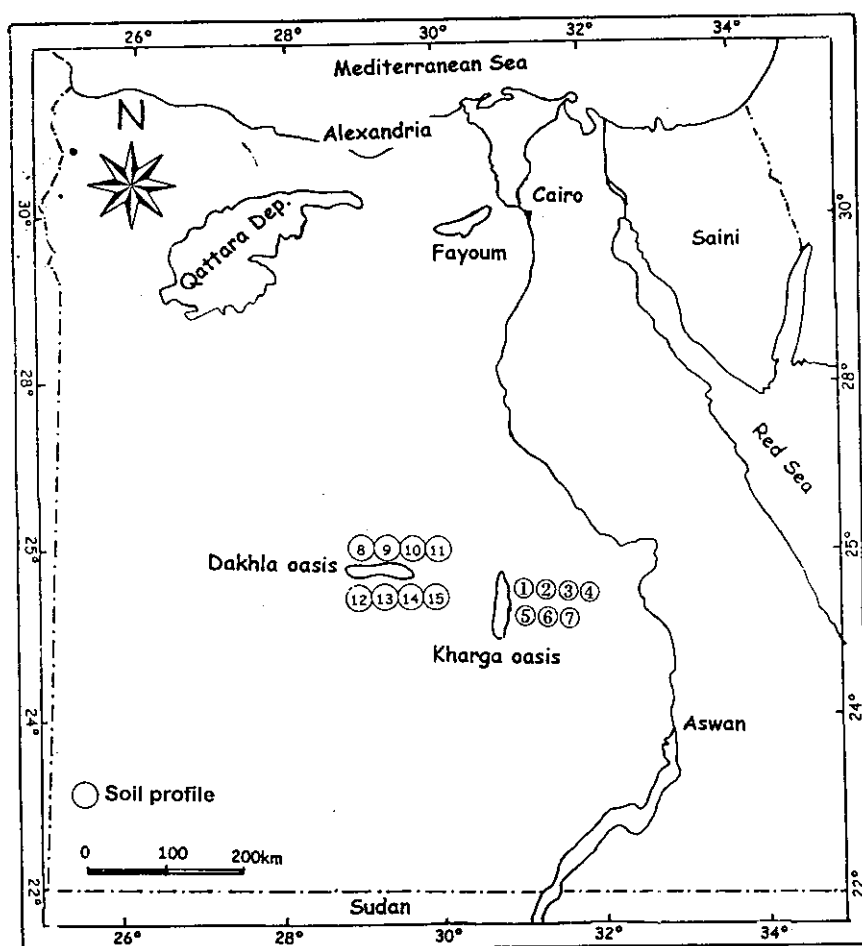 26° 28° 30° 32° 34°
Mediterranean Sea
N
Alexandria
30° Cairo 30°
Qattara Dep.
Fayoum
Saini
28° 28°
Red Sea
25° 8 9 10 11 25°
Dakhla oasis
1 2 3 4
12 13 14 15
5 6 7
Kharga oasis
24° 24°
Aswan
Soil profile
0 100 200km
22° 22°
Sudan
26° 28° 30° 32° 34°